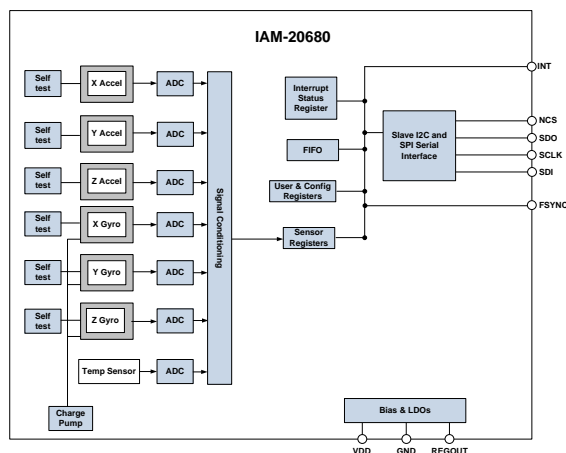 IAM-20680
Self
test
X Accel
ADC
Self
test
Y Accel
ADC
Self
test
Z Accel
ADC
Self
test
X Gyro
ADC
Self
test
Y Gyro
ADC
Self
test
Z Gyro
ADC
Temp Sensor
ADC
Charge
Pump
Signal Conditioning
Interrupt
Status
Register
FIFO
User & Config
Registers
Sensor
Registers
Slave I2C and
SPI Serial
Interface
INT
NCS
SDO
SCLK
SDI
FSYNC
Bias & LDOs
VDD
GND
REGOUT